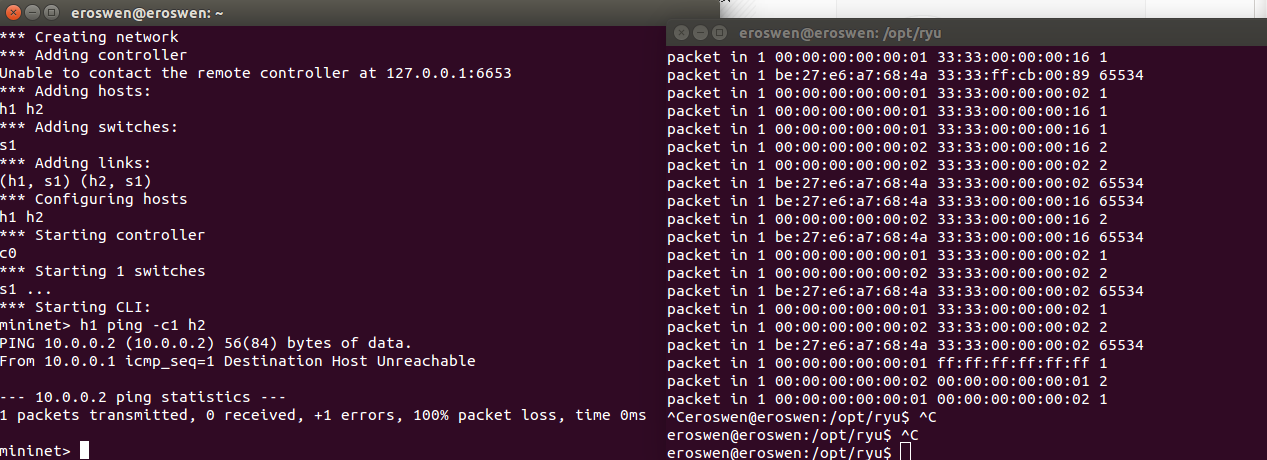 eroswen@eroswen: ~
*** Creating network
*** Adding controller
Unable to contact the remote controller at 127.0.0.1:6653
*** Adding hosts:
h1 h2
*** Adding switches:
s1
*** Adding links:
(h1, s1) (h2, s1)
*** Configuring hosts
h1 h2
*** Starting controller
c0
*** Starting 1 switches
s1 ...
*** Starting CLI:
mininet> h1 ping -c1 h2
PING 10.0.0.2 (10.0.0.2) 56(84) bytes of data.
From 10.0.0.1 icmp_seq=1 Destination Host Unreachable
--- 10.0.0.2 ping statistics ---
1 packets transmitted, 0 received, +1 errors, 100% packet loss, time 0ms
mininet>
eroswen@eroswen: /opt/ryu
packet in 1 00:00:00:00:00:01 33:33:00:00:00:16 1
packet in 1 be:27:e6:a7:68:4a 33:33:ff:cb:00:89 65534
packet in 1 00:00:00:00:00:01 33:33:00:00:00:02 1
packet in 1 00:00:00:00:00:01 33:33:00:00:00:16 1
packet in 1 00:00:00:00:00:01 33:33:00:00:00:16 1
packet in 1 00:00:00:00:00:02 33:33:00:00:00:16 2
packet in 1 00:00:00:00:00:02 33:33:00:00:00:02 2
packet in 1 be:27:e6:a7:68:4a 33:33:00:00:00:02 65534
packet in 1 be:27:e6:a7:68:4a 33:33:00:00:00:16 65534
packet in 1 00:00:00:00:00:02 33:33:00:00:00:16 2
packet in 1 be:27:e6:a7:68:4a 33:33:00:00:00:16 65534
packet in 1 00:00:00:00:00:01 33:33:00:00:00:02 1
packet in 1 00:00:00:00:00:02 33:33:00:00:00:02 2
packet in 1 be:27:e6:a7:68:4a 33:33:00:00:00:02 65534
packet in 1 00:00:00:00:00:01 33:33:00:00:00:02 1
packet in 1 00:00:00:00:00:02 33:33:00:00:00:02 2
packet in 1 be:27:e6:a7:68:4a 33:33:00:00:00:02 65534
packet in 1 00:00:00:00:00:01 ff:ff:ff:ff:ff:ff 1
packet in 1 00:00:00:00:00:02 00:00:00:00:00:01 2
packet in 1 00:00:00:00:00:01 00:00:00:00:00:02 1
^Ceroswen@eroswen:/opt/ryu$ ^C
eroswen@eroswen:/opt/ryu$ ^C
eroswen@eroswen:/opt/ryu$